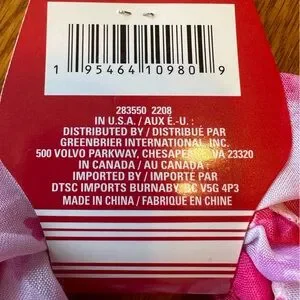 1 95464 10980 9
283550 2208
IN U.S.A. / AUX É.-U. :
DISTRIBUTED BY / DISTRIBUÉ PAR
GREENBRIER INTERNATIONAL, INC.
500 VOLVO PARKWAY, CHESAPEAKE, VA 23320
IN CANADA / AU CANADA :
IMPORTED BY / IMPORTÉ PAR
DTSC IMPORTS BURNABY, BC V5G 4P3
MADE IN CHINA / FABRIQUÉ EN CHINE